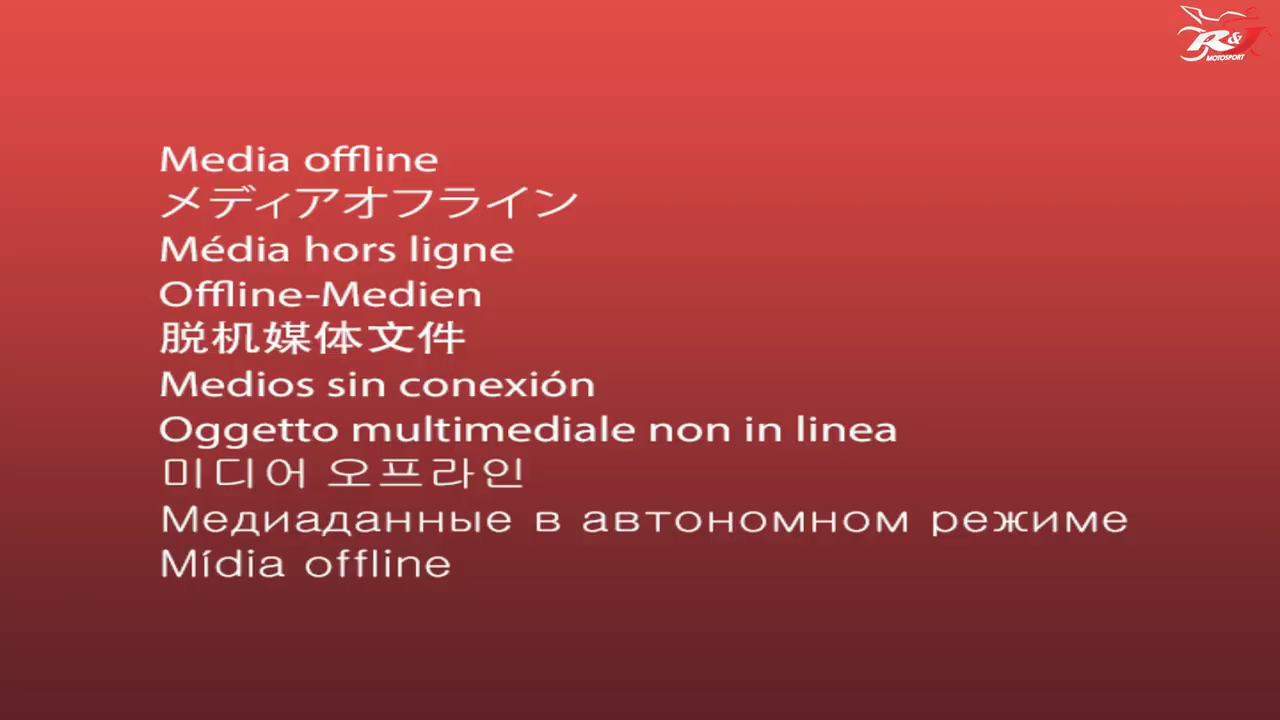 R&J
MOTOSPORT
Media offline
メディアオフライン
Média hors ligne
Offline-Medien
脱机媒体文件
Medios sin conexión
Oggetto multimediale non in linea
미디어 오프라인
Медиаданные в автономном режиме
Mídia offline